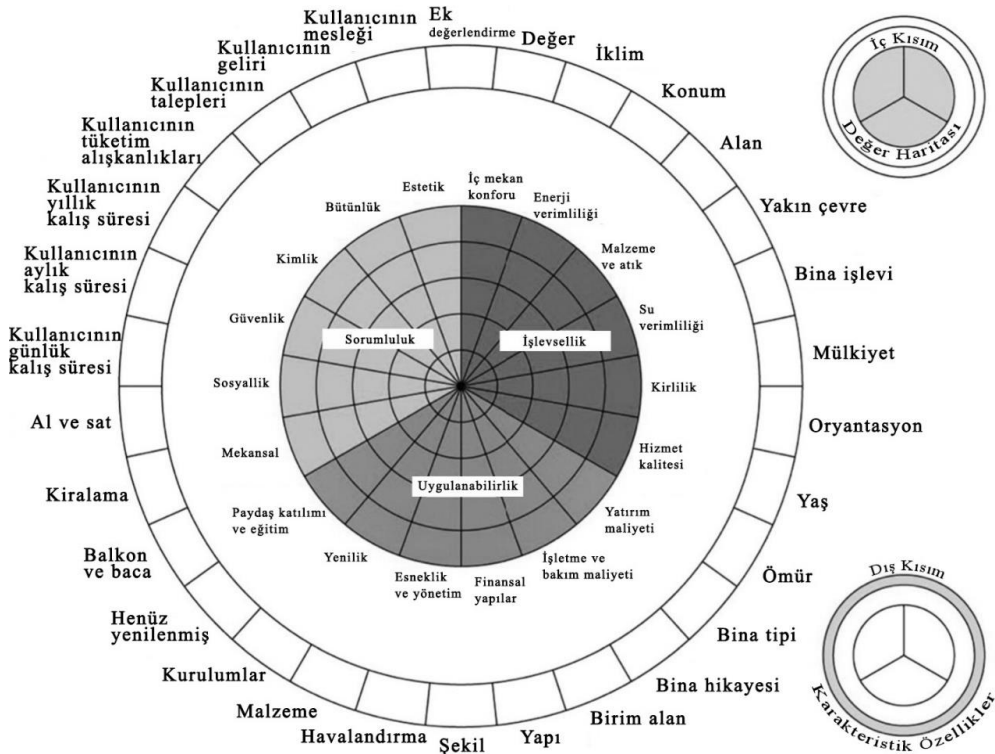 Ek
değerlendirme
Değer
İklim
Konum
Alan
Yakın çevre
Bina işlevi
Mülkiyet
Oryantasyon
Yaş
Ömür
Bina tipi
Bina hikayesi
Birim alan
Yapı
Şekil
Havalandırma
Malzeme
Kurulumlar
Henüz
yenilenmiş
Balkon
ve baca
Kiralama
Al ve sat
Kullanıcının
günlük
kalış süresi
Kullanıcının
aylık
kalış süresi
Kullanıcının
yıllık
kalış süresi
Kullanıcının
tüketim
alışkanlıkları
Kullanıcının
talepleri
Kullanıcının
geliri
Kullanıcının
mesleği
İç mekan
konforu
Enerji
verimliliği
Malzeme
ve atık
Su
verimliliği
Kirlilik
Hizmet
kalitesi
Yatırım
maliyeti
İşletme ve
bakım maliyeti
Finansal
yapılar
Esneklik
ve yönetim
Yenilik
Paydaş katılımı
ve eğitim
Mekansal
Sosyallik
Güvenlik
Kimlik
Bütünlük
Estetik
Sorumluluk
İşlevsellik
Uygulanabilirlik
İç Kısım
Değer Haritası
Dış Kısım
Karakteristik Özellikler